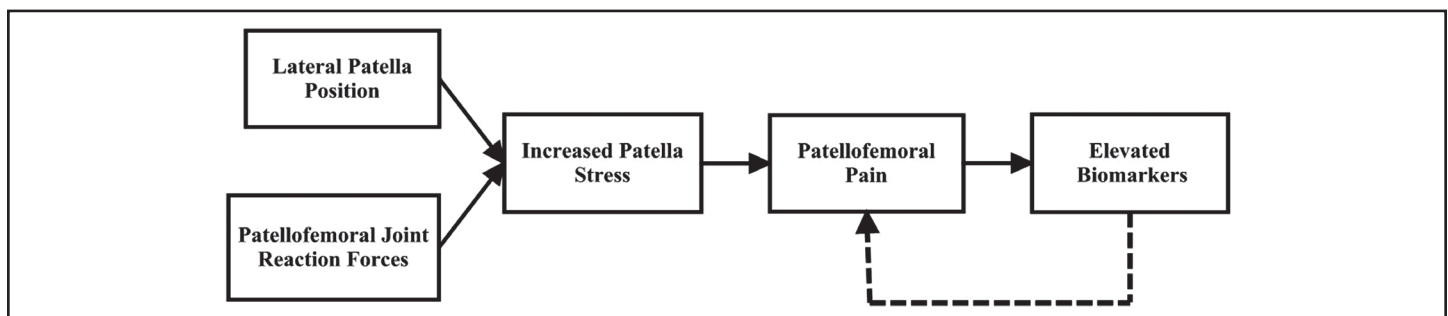 Lateral Patella
Position
Patellofemoral Joint
Reaction Forces
Increased Patella
Stress
Patellofemoral
Pain
Elevated
Biomarkers